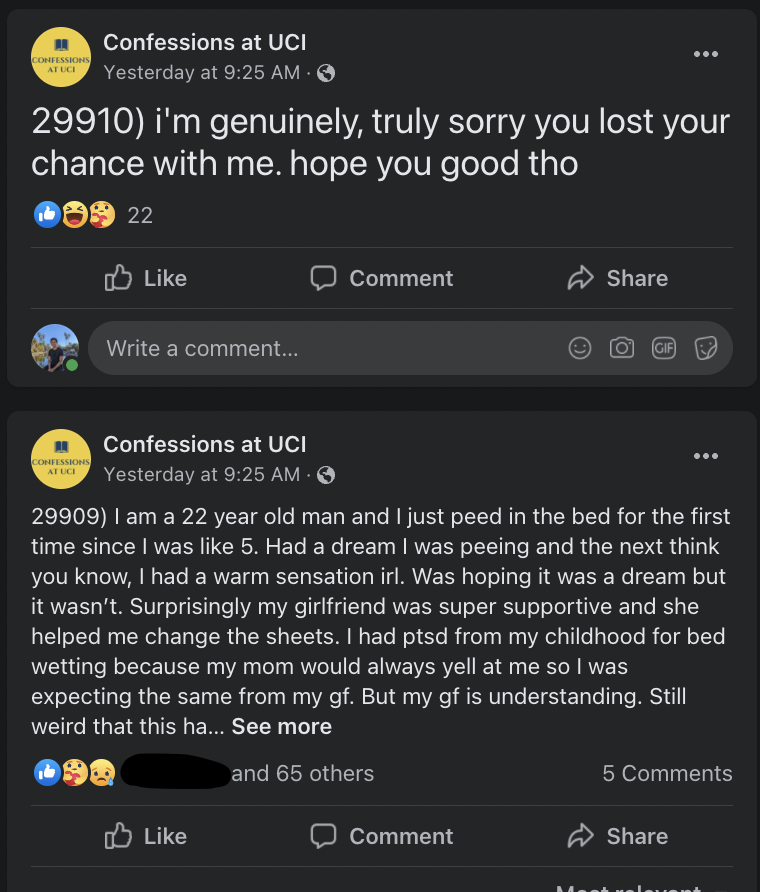 CONFESSIONS
AT UCI
Confessions at UCI
Yesterday at 9:25 AM ·
29910) i'm genuinely, truly sorry you lost your
chance with me. hope you good tho
22
Like
Comment
Share
Write a comment...
GIF
CONFESSIONS
AT UCI
Confessions at UCI
Yesterday at 9:25 AM ·
29909) I am a 22 year old man and I just peed in the bed for the first
time since I was like 5. Had a dream I was peeing and the next think
you know, I had a warm sensation irl. Was hoping it was a dream but
it wasn’t. Surprisingly my girlfriend was super supportive and she
helped me change the sheets. I had ptsd from my childhood for bed
wetting because my mom would always yell at me so I was
expecting the same from my gf. But my gf is understanding. Still
weird that this ha... See more
and 65 others
5 Comments
Like
Comment
Share
Most relevant